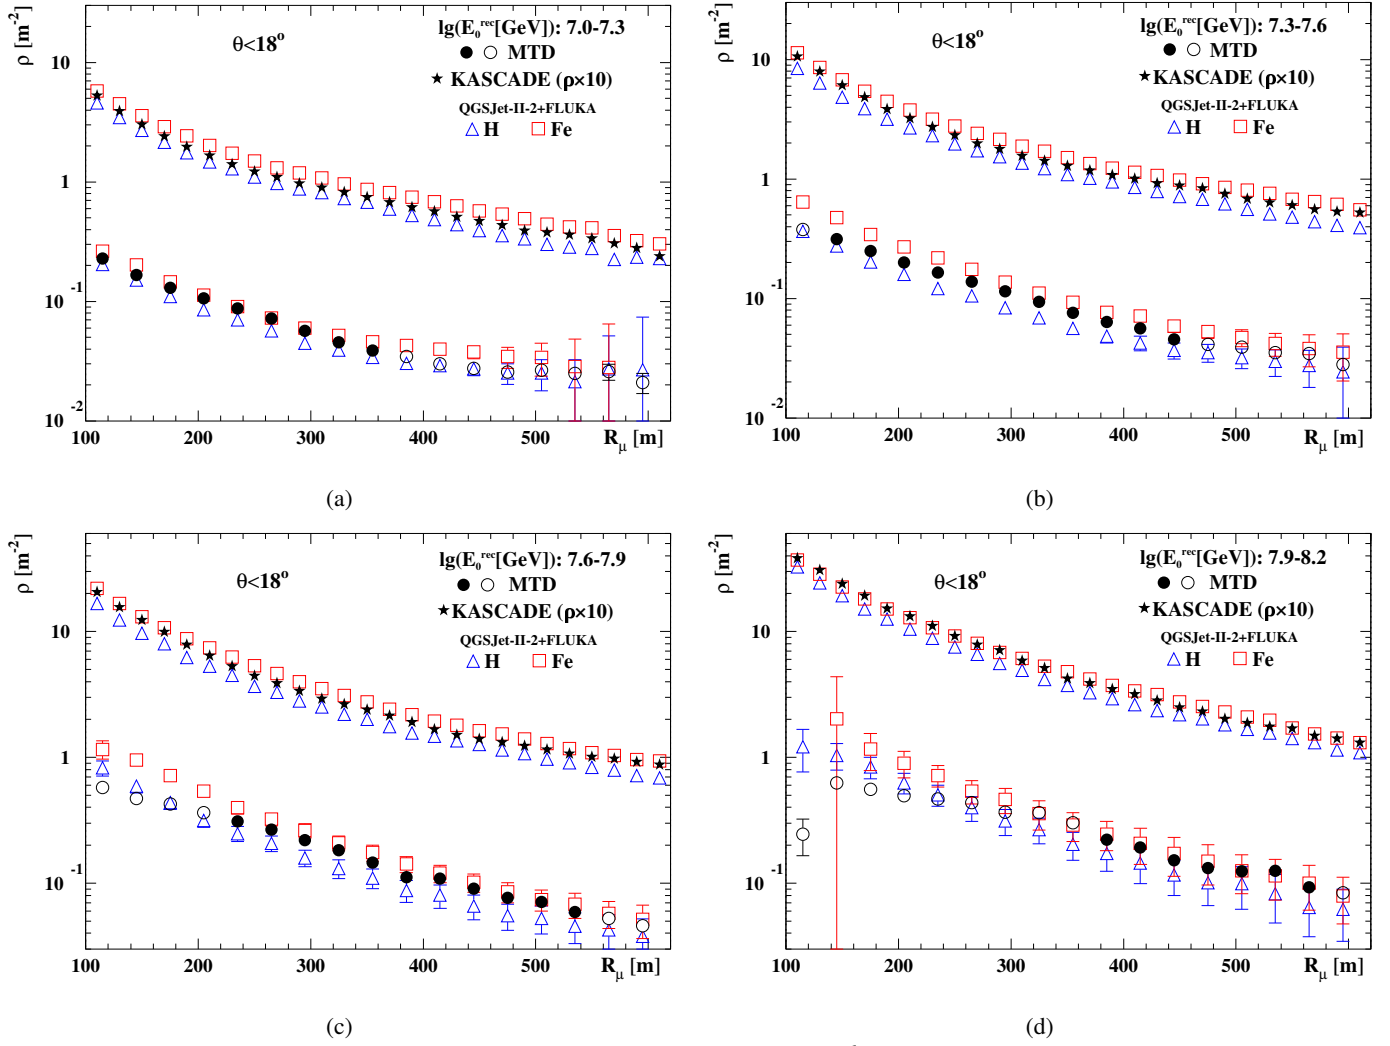 ρ [m⁻²]
lg(E₀ʳᵉᶜ[GeV]): 7.0-7.3
θ<18°
MTD
KASCADE (ρ×10)
QGSJet-II-2+FLUKA
H Fe
10
1
10⁻¹
10⁻²
100 200 300 400 500
R_μ [m]
(a)
ρ [m⁻²]
lg(E₀ʳᵉᶜ[GeV]): 7.3-7.6
θ<18°
MTD
KASCADE (ρ×10)
QGSJet-II-2+FLUKA
H Fe
10
1
10⁻¹
10⁻²
100 200 300 400 500
R_μ [m]
(b)
ρ [m⁻²]
lg(E₀ʳᵉᶜ[GeV]): 7.6-7.9
θ<18°
MTD
KASCADE (ρ×10)
QGSJet-II-2+FLUKA
H Fe
10
1
10⁻¹
100 200 300 400 500
R_μ [m]
(c)
ρ [m⁻²]
lg(E₀ʳᵉᶜ[GeV]): 7.9-8.2
θ<18°
MTD
KASCADE (ρ×10)
QGSJet-II-2+FLUKA
H Fe
10
1
10⁻¹
100 200 300 400 500
R_μ [m]
(d)